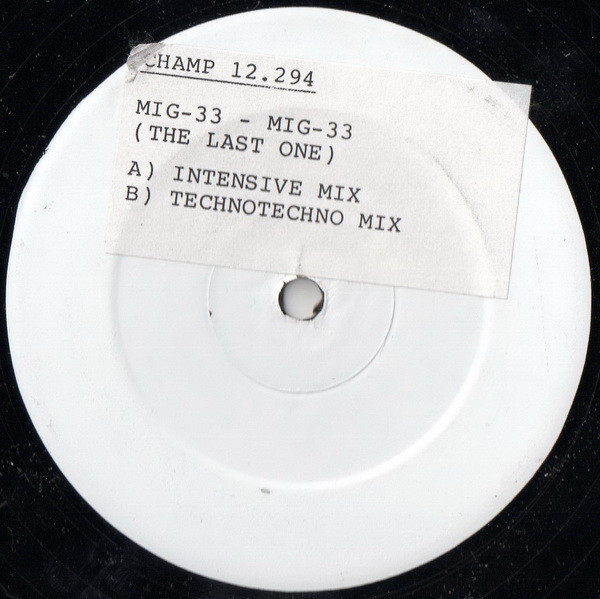 CHAMP 12.294
MIG-33 - MIG-33
(THE LAST ONE)
A) INTENSIVE MIX
B) TECHNOTECHNO MIX